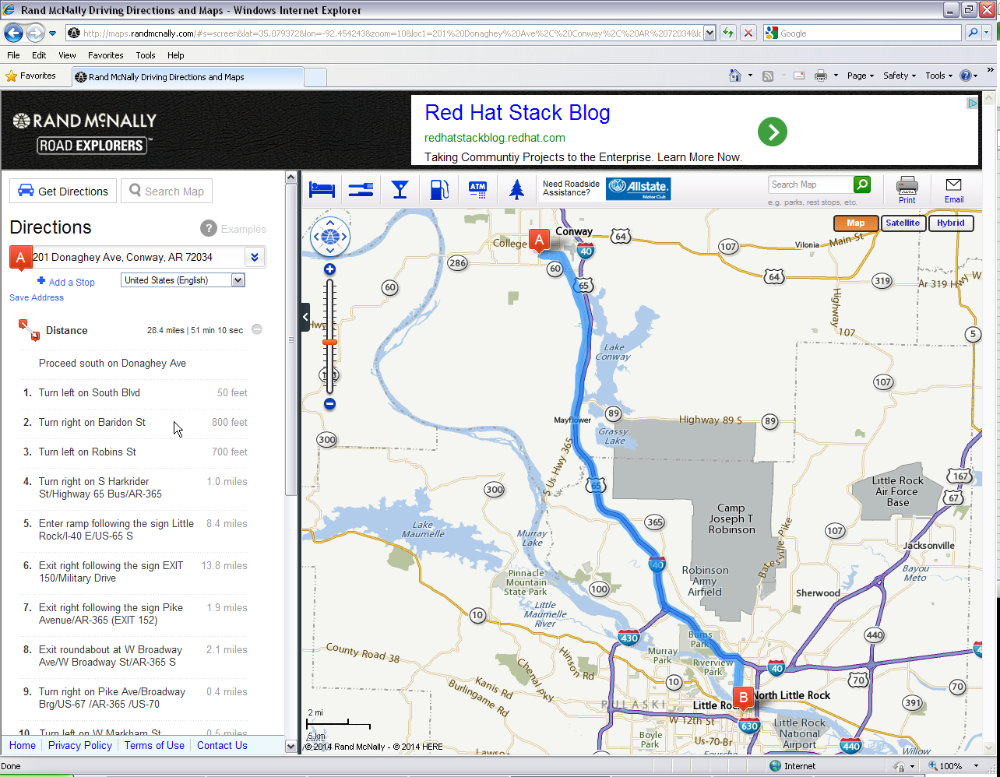 Rand McNally Driving Directions and Maps - Windows Internet Explorer
http://maps.randmcnally.com/#s=screen&lat=35.079372&lon=-92.454243&zoom=10&loc1=201%20Donaghey%20Ave%2C%20Conway%2C%20AR%2072034&lo
Google
File Edit View Favorites Tools Help
Favorites
Rand McNally Driving Directions and Maps
Page Safety Tools
RAND MCNALLY
ROAD EXPLORERS™
Red Hat Stack Blog
redhatstackblog.redhat.com
Taking Communtiy Projects to the Enterprise. Learn More Now.
Get Directions
Search Map
ATM
Need Roadside
Assistance?
Allstate.
Motor Club
Search Map
e.g. parks, rest stops, etc.
Print
Email
Directions
? Examples
A
201 Donaghey Ave, Conway, AR 72034
Add a Stop
United States (English)
Save Address
Distance
28.4 miles | 51 min 10 sec
Proceed south on Donaghey Ave
1. Turn left on South Blvd 50 feet
2. Turn right on Baridon St 800 feet
3. Turn left on Robins St 700 feet
4. Turn right on S Harkrider 1.0 miles
St/Highway 65 Bus/AR-365
5. Enter ramp following the sign Little 8.4 miles
Rock/I-40 E/US-65 S
6. Exit right following the sign EXIT 13.8 miles
150/Military Drive
7. Exit right following the sign Pike 1.9 miles
Avenue/AR-365 (EXIT 152)
8. Exit roundabout at W Broadway 2.1 miles
Ave/W Broadway St/AR-365 S
9. Turn right on Pike Ave/Broadway 0.4 miles
Brg/US-67 /AR-365 /US-70
10. Turn left on W Markham St 0.5 miles
Home Privacy Policy Terms of Use Contact Us
Map
Satellite
Hybrid
Conway
64
College
A
40
107
Vilonia
Main St
286
60
64
319
Ar 319 Hwy W
65
60
Hwy
Highway
107
5
Lake
Conway
107
Mayflower
89
Highway 89 S
89
Grassy
Lake
300
S Us Hwy 365
65
300
167
67
Little Rock
Air Force
Base
Camp
Joseph T
Robinson
365
Lake
Maumelle
Murray
Lake
107
Bates
ville
Pike
Jacksonville
40
Robinson
Army
Airfield
Bayou
Meto
Pinnacle
Mountain
State Park
100
Sherwood
Little
Maumelle
River
10
430
Burns
Park
440
County Road 38
Murray
Park
Riverview
Park
40
Hinson Rd
Chenal Pky
Kanis Rd
Burlingame Rd
10
70
70
B
North Little Rock
Little Roc
PULASKI
391
2 mi
5 km
W 12th St
630
Little Rock
National
Airport
Boyle
Park
Us-70-Br
440
Willow
Lawso
Fourche
© 2014 Rand McNally - © 2014 HERE
Done
Internet
100%